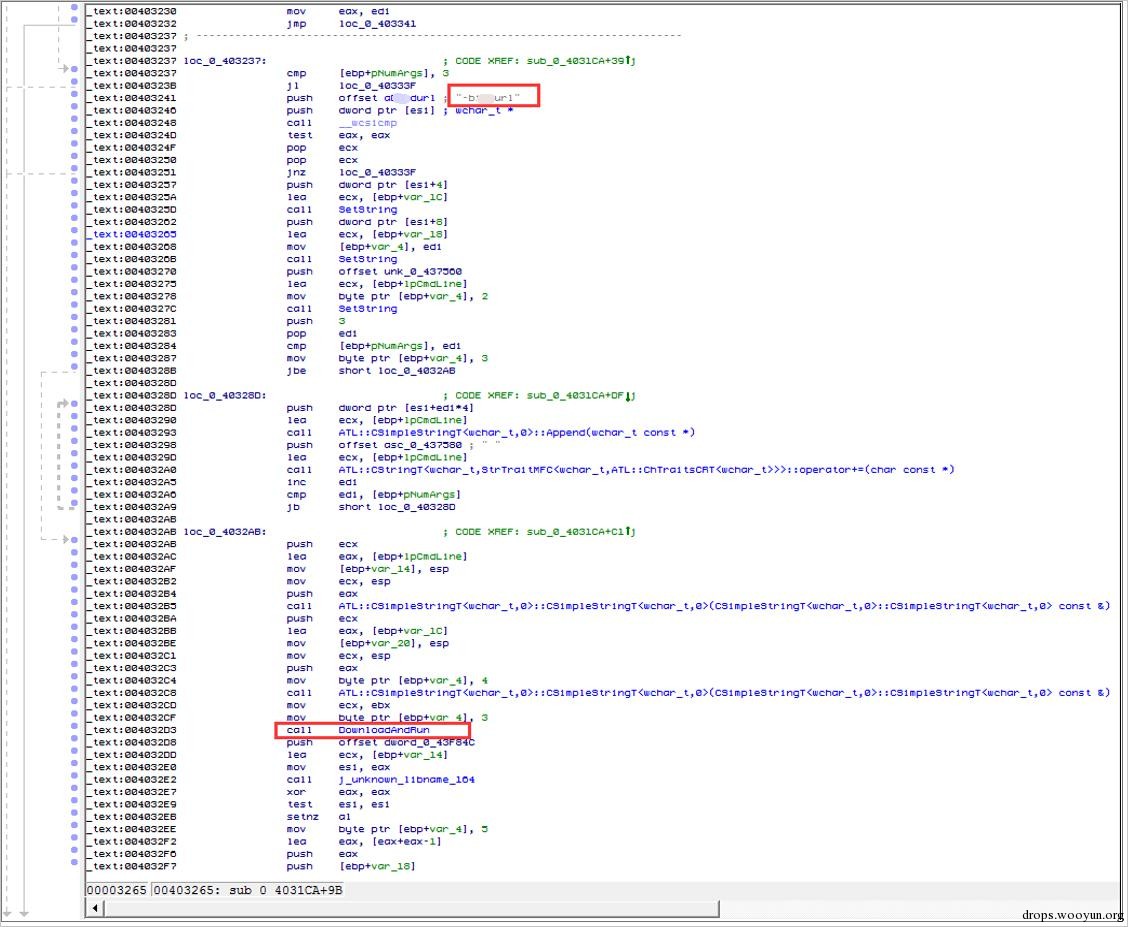 _text:00403230 mov eax, edi
_text:00403232 jmp loc_0_403341
_text:00403237 ; ---------------------------------------------------------------------------
_text:00403237
_text:00403237 loc_0_403237: ; CODE XREF: sub_0_4031CA+39↑j
_text:00403237 cmp [ebp+pNumArgs], 3
_text:0040323B jl loc_0_40333F
_text:00403241 push offset
_text:00403246 push dword ptr [esi] ; wchar_t *
_text:00403248 call __wcsicmp
_text:0040324D test eax, eax
_text:0040324F pop ecx
_text:00403250 pop ecx
_text:00403251 jnz loc_0_40333F
_text:00403257 push dword ptr [esi+4]
_text:0040325A lea ecx, [ebp+var_1C]
_text:0040325D call SetString
_text:00403262 push dword ptr [esi+8]
_text:00403265 lea ecx, [ebp+var_18]
_text:00403268 mov [ebp+var_4], edi
_text:0040326B call SetString
_text:00403270 push offset unk_0_437560
_text:00403275 lea ecx, [ebp+lpCmdLine]
_text:00403278 mov byte ptr [ebp+var_4], 2
_text:0040327C call SetString
_text:00403281 push 3
_text:00403283 pop edi
_text:00403284 cmp [ebp+pNumArgs], edi
_text:00403287 mov byte ptr [ebp+var_4], 3
_text:0040328B jbe short loc_0_4032AB
_text:0040328D
_text:0040328D loc_0_40328D: ; CODE XREF: sub_0_4031CA+DF↓j
_text:0040328D push dword ptr [esi+edi*4]
_text:00403290 lea ecx, [ebp+lpCmdLine]
_text:00403293 call ATL::CSimpleStringT<wchar_t,0>::Append(wchar_t const *)
_text:00403298 push offset asc_0_437580 ; " "
_text:0040329D lea ecx, [ebp+lpCmdLine]
_text:004032A0 call ATL::CStringT<wchar_t,StrTraitMFC<wchar_t,ATL::ChTraitsCRT<wchar_t>>>::operator+=(char const *)
_text:004032A5 inc edi
_text:004032A6 cmp edi, [ebp+pNumArgs]
_text:004032A9 jb short loc_0_40328D
_text:004032AB
_text:004032AB loc_0_4032AB: ; CODE XREF: sub_0_4031CA+C1↑j
_text:004032AB push ecx
_text:004032AC lea eax, [ebp+lpCmdLine]
_text:004032AF mov [ebp+var_14], esp
_text:004032B2 mov ecx, esp
_text:004032B4 push eax
_text:004032B5 call ATL::CSimpleStringT<wchar_t,0>::CSimpleStringT<wchar_t,0>(CSimpleStringT<wchar_t,0>::CSimpleStringT<wchar_t,0> const &)
_text:004032BA push ecx
_text:004032BB lea eax, [ebp+var_1C]
_text:004032BE mov [ebp+var_20], esp
_text:004032C1 mov ecx, esp
_text:004032C3 push eax
_text:004032C4 mov byte ptr [ebp+var_4], 4
_text:004032C8 call ATL::CSimpleStringT<wchar_t,0>::CSimpleStringT<wchar_t,0>(CSimpleStringT<wchar_t,0>::CSimpleStringT<wchar_t,0> const &)
_text:004032CD mov ecx, ebx
_text:004032CF mov byte ptr [ebp+var_4], 3
_text:004032D3 call DownloadAndRun
_text:004032D8 push offset dword_0_43F84C
_text:004032DD lea ecx, [ebp+var_14]
_text:004032E0 mov esi, eax
_text:004032E2 call j_unknown_libname_164
_text:004032E7 xor eax, eax
_text:004032E9 test esi, esi
_text:004032EB setnz al
_text:004032EE mov byte ptr [ebp+var_4], 5
_text:004032F2 lea eax, [eax+eax-1]
_text:004032F6 push eax
_text:004032F7 push [ebp+var_18]
00003265 00403265: sub_0_4031CA+9B
drops.wooyun.org